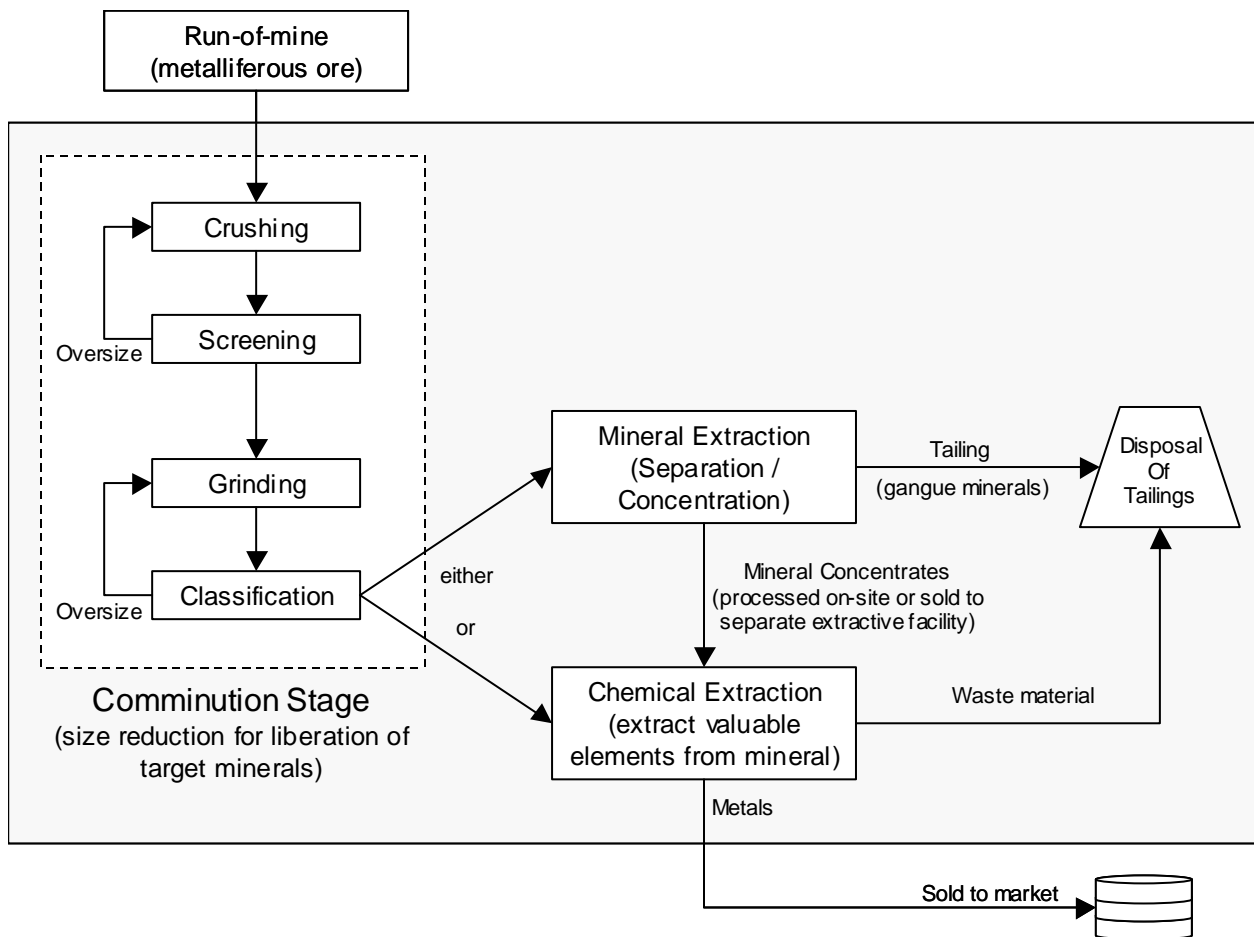 Run-of-mine
(metalliferous ore)
Crushing
Screening
Oversize
Grinding
Classification
Oversize
Comminution Stage
(size reduction for liberation of
target minerals)
either
or
Mineral Extraction
(Separation /
Concentration)
Tailing
(gangue minerals)
Disposal
Of
Tailings
Mineral Concentrates
(processed on-site or sold to
separate extractive facility)
Chemical Extraction
(extract valuable
elements from mineral)
Waste material
Metals
Sold to market